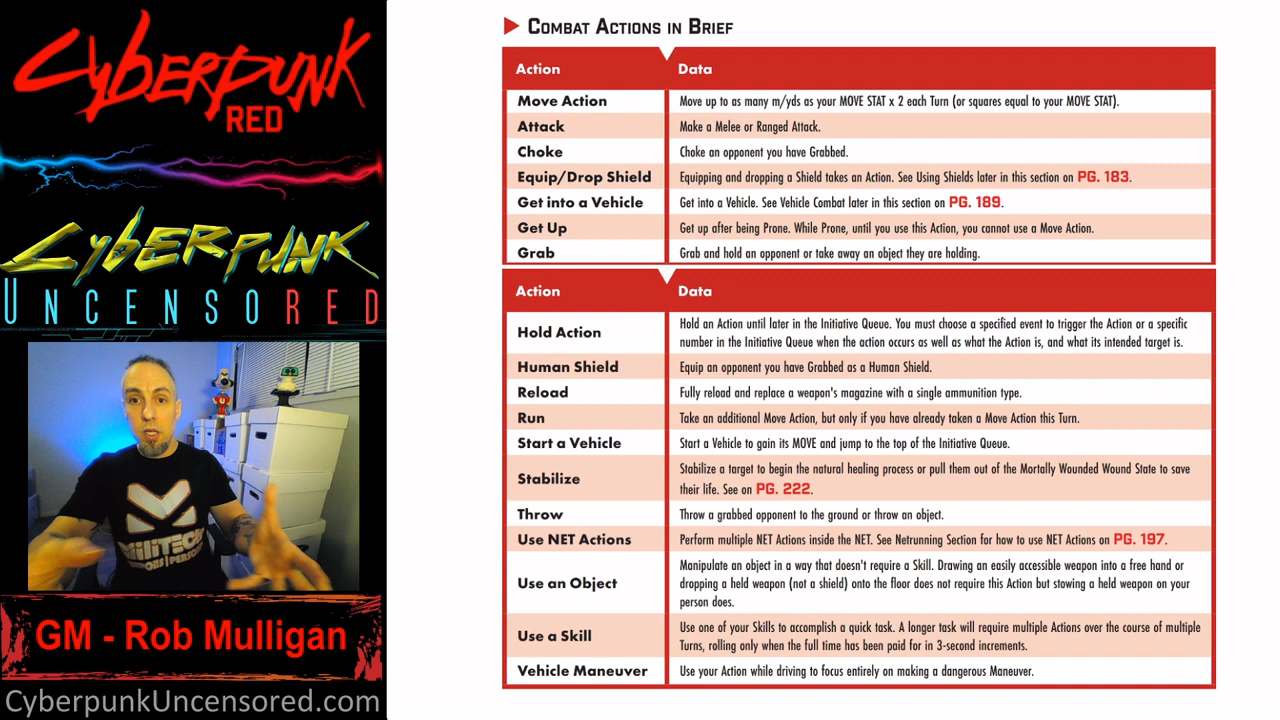 Cyberpunk
RED
Cyberpunk
UNCENSORED
MILITECH
GM - Rob Mulligan
CyberpunkUncensored.com
Combat Actions in Brief
Action Data
Move Action Move up to as many m/yds as your MOVE STAT x 2 each Turn (or squares equal to your MOVE STAT).
Attack Make a Melee or Ranged Attack.
Choke Choke an opponent you have Grabbed.
Equip/Drop Shield Equipping and dropping a Shield takes an Action. See Using Shields later in this section on PG. 183.
Get into a Vehicle Get into a Vehicle. See Vehicle Combat later in this section on PG. 189.
Get Up Get up after being Prone. While Prone, until you use this Action, you cannot use a Move Action.
Grab Grab and hold an opponent or take away an object they are holding.
Action Data
Hold Action Hold an Action until later in the Initiative Queue. You must choose a specified event to trigger the Action or a specific
number in the Initiative Queue when the action occurs as well as what the Action is, and what its intended target is.
Human Shield Equip an opponent you have Grabbed as a Human Shield.
Reload Fully reload and replace a weapon's magazine with a single ammunition type.
Run Take an additional Move Action, but only if you have already taken a Move Action this Turn.
Start a Vehicle Start a Vehicle to gain its MOVE and jump to the top of the Initiative Queue.
Stabilize Stabilize a target to begin the natural healing process or pull them out of the Mortally Wounded Wound State to save
their life. See on PG. 222.
Throw Throw a grabbed opponent to the ground or throw an object.
Use NET Actions Perform multiple NET Actions inside the NET. See Netrunning Section for how to use NET Actions on PG. 197.
Use an Object Manipulate an object in a way that doesn't require a Skill. Drawing an easily accessible weapon into a free hand or
dropping a held weapon (not a shield) onto the floor does not require this Action but stowing a held weapon on your
person does.
Use a Skill Use one of your Skills to accomplish a quick task. A longer task will require multiple Actions over the course of multiple
Turns, rolling only when the full time has been paid for in 3-second increments.
Vehicle Maneuver Use your Action while driving to focus entirely on making a dangerous Maneuver.